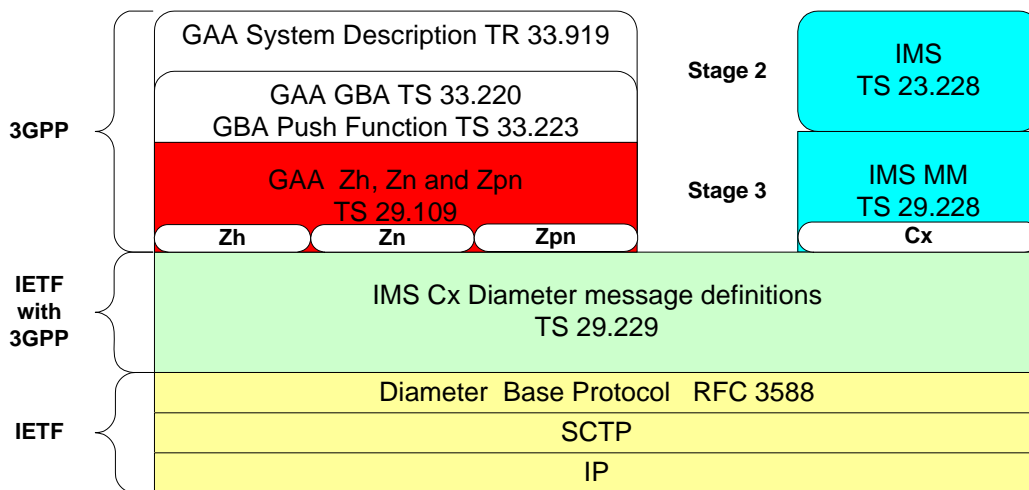 GAA System Description TR 33.919
GAA GBA TS 33.220
GBA Push Function TS 33.223
Stage 2
IMS
TS 23.228
3GPP
GAA Zh, Zn and Zpn
TS 29.109
Stage 3
IMS MM
TS 29.228
Zh
Zn
Zpn
Cx
IETF
with
3GPP
IMS Cx Diameter message definitions
TS 29.229
IETF
Diameter Base Protocol RFC 3588
SCTP
IP